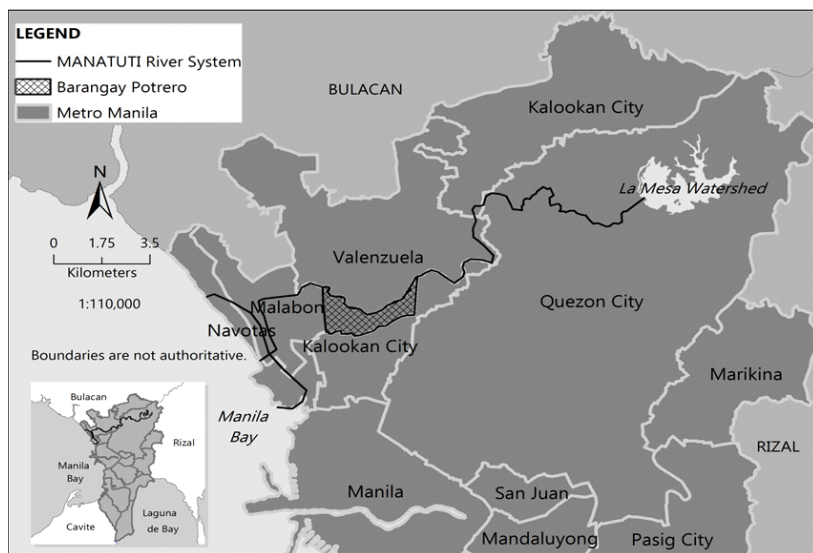 LEGEND
MANATUTI River System
Barangay Potrero
Metro Manila
BULACAN
Kalookan City
La Mesa Watershed
N
0 1.75 3.5
Kilometers
1:110,000
Valenzuela
Quezon City
Malabon
Navotas
Kalookan City
Boundaries are not authoritative.
Marikina
Manila
Bay
RIZAL
Manila
San Juan
Mandaluyong
Pasig City
Bulacan
Rizal
Manila
Bay
Cavite
Laguna
de Bay